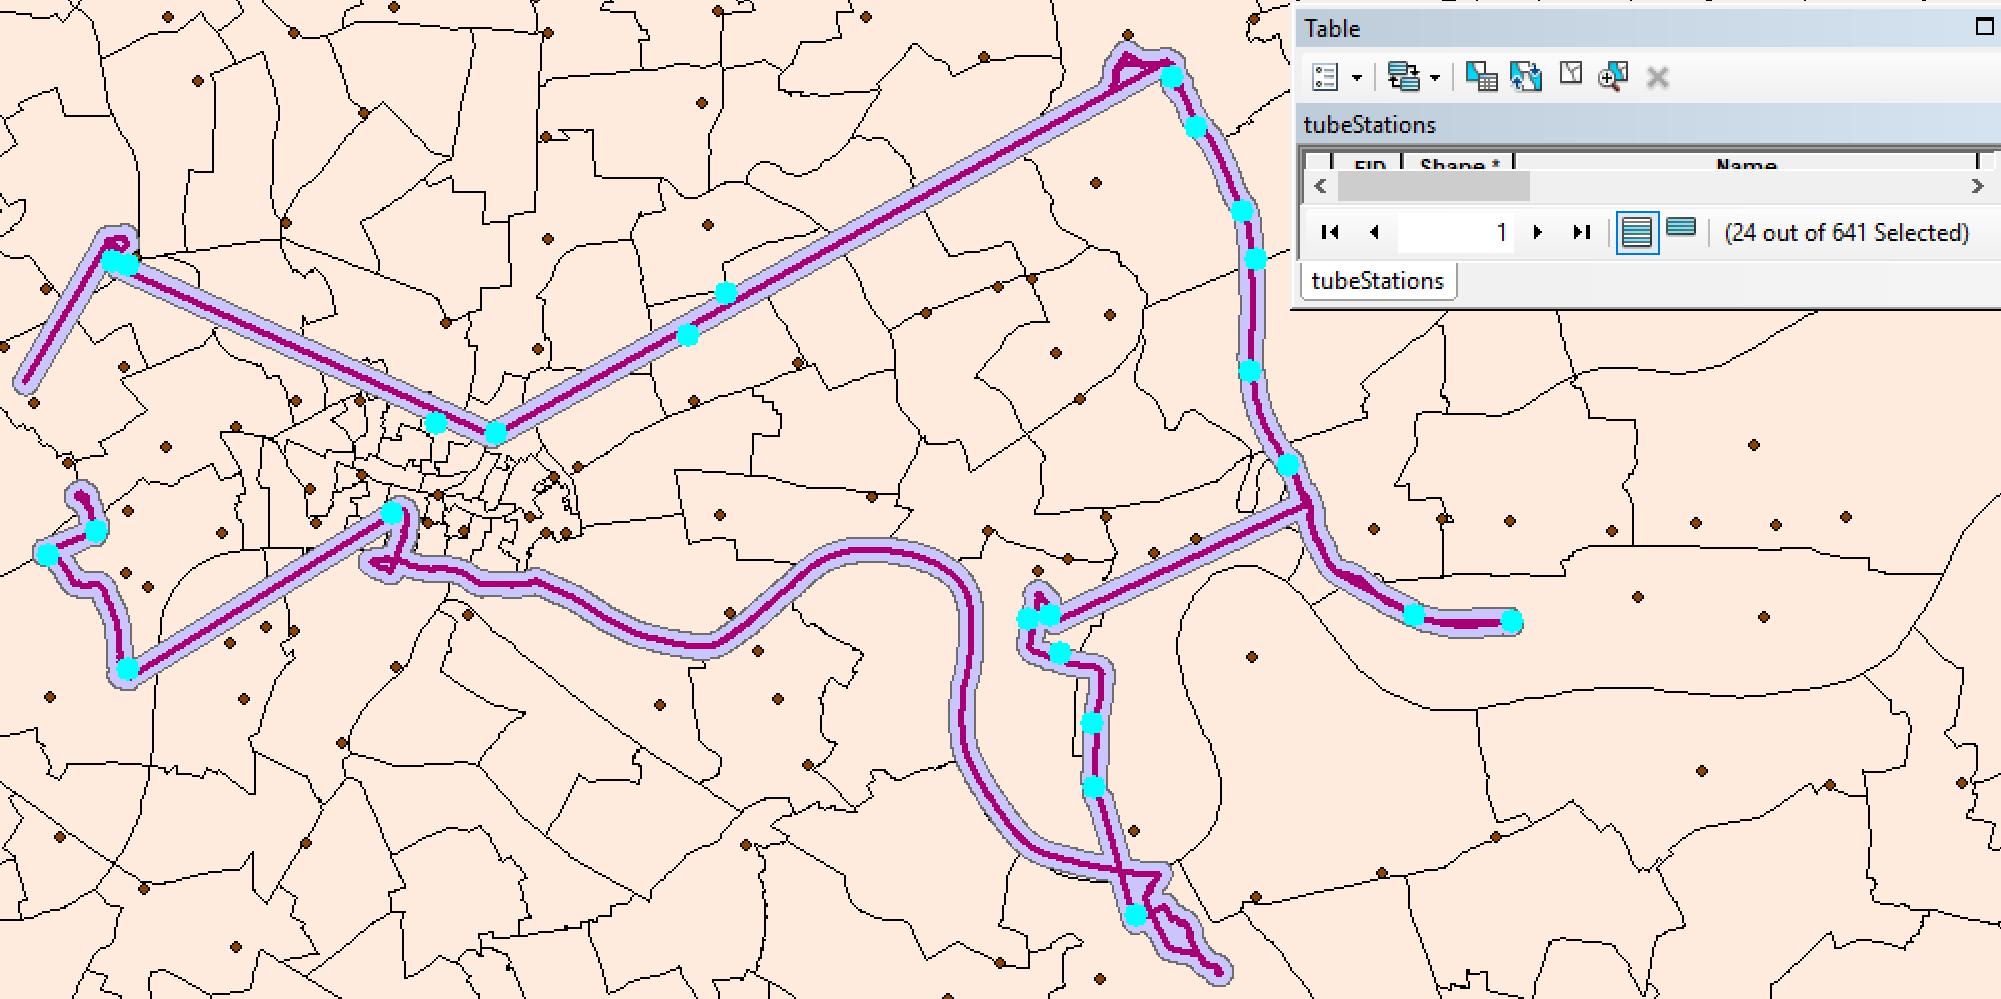 Table
tubeStations
FID Shape * Name
1 (24 out of 641 Selected)
tubeStations